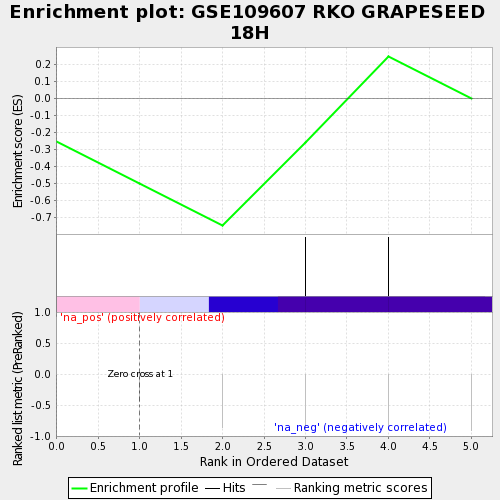 Enrichment plot: GSE109607 RKO GRAPESEED
18H
Enrichment score (ES)
0.2
0.1
0.0
-0.1
-0.2
-0.3
-0.4
-0.5
-0.6
-0.7
Ranked list metric (PreRanked)
1.0
0.5
0.0
-0.5
-1.0
'na_pos' (positively correlated)
Zero cross at 1
'na_neg' (negatively correlated)
0.0 0.5 1.0 1.5 2.0 2.5 3.0 3.5 4.0 4.5 5.0
Rank in Ordered Dataset
Enrichment profile Hits Ranking metric scores